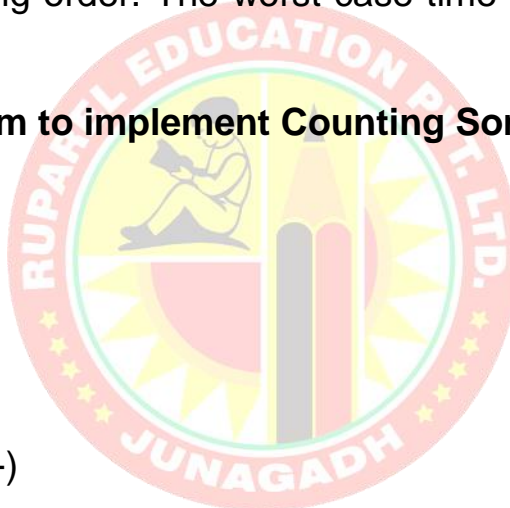 ng order. The worst case time
m to implement Counting Sor
RUPAREL EDUCATION PVT. LTD.
JUNAGADH
-)